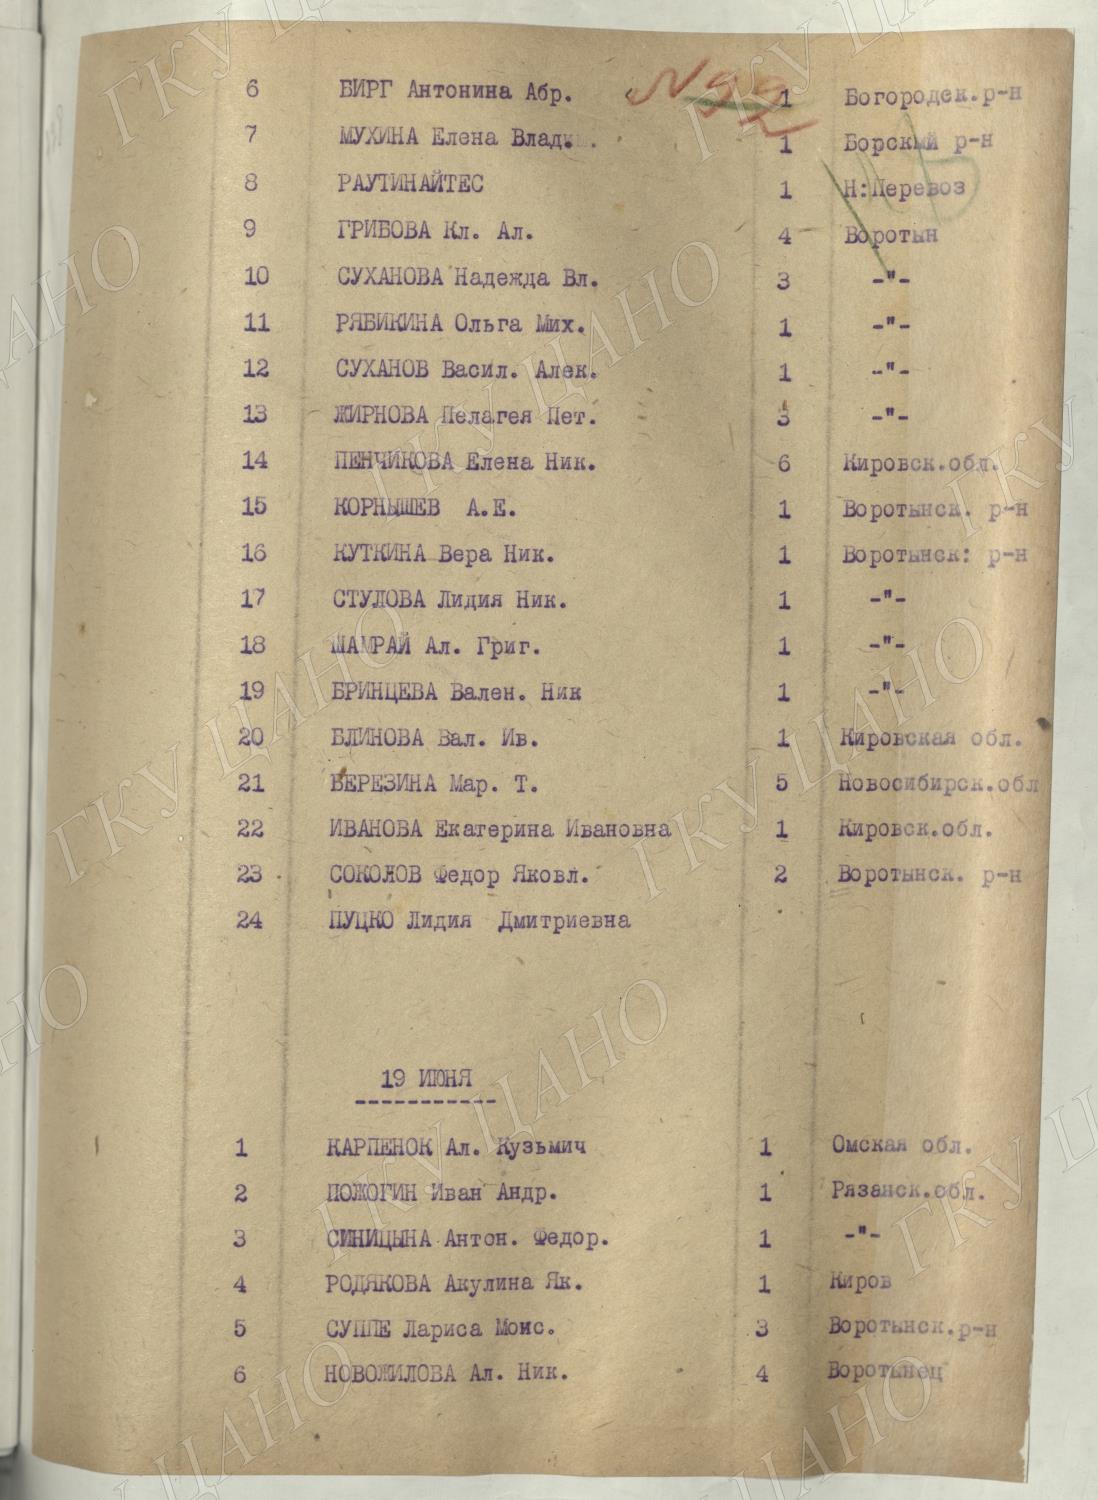 6 БИРГ Антонина Абр. 1 Богородск.р-н
7 МУХИНА Елена Влад 1 Борский р-н
8 РАУТИНАЙТЕС 1 Н:Перевоз
9 ГРИБОВА Кл. Ал. 4 Воротын
10 СУХАНОВА Надежда Вл. 3 -"-
11 РЯБИКИНА Ольга Мих. 1 -"-
12 СУХАНОВ Васил. Алек. 1 -"-
13 ЖИРНОВА Пелагея Пет. 3 -"-
14 ПЕНЧИКОВА Елена Ник. 6 Кировск.обл.
15 КОРНЫШЕВ А.Е. 1 Воротынск. р-н
16 КУТКИНА Вера Ник. 1 Воротынск: р-н
17 СТУЛОВА Лидия Ник. 1 -"-
18 ШАМРАЙ Ал. Григ. 1 -"-
19 БРИНЦЕВА Вален. Ник 1 -"-
20 БЛИНОВА Вал. Ив. 1 Кировская обл.
21 БЕРЕЗИНА Мар. Т. 5 Новосибирск.обл
22 ИВАНОВА Екатерина Ивановна 1 Кировск.обл.
23 СОКОЛОВ Федор Яковл. 2 Воротынск. р-н
24 ПУЦКО Лидия Дмитриевна
19 ИЮНЯ
-----------
1 КАРПЕНОК Ал. Кузьмич 1 Омская обл.
2 ПОЖОГИН Иван Андр. 1 Рязанск.обл.
3 СИНИЦЫНА Антон. Федор. 1 -"-
4 РОДЯКОВА Акулина Як. 1 Киров
5 СУППЕ Лариса Моис. 3 Воротынск.р-н
6 НОВОЖИЛОВА Ал. Ник. 4 Воротынец
ГКУ ЦАНО